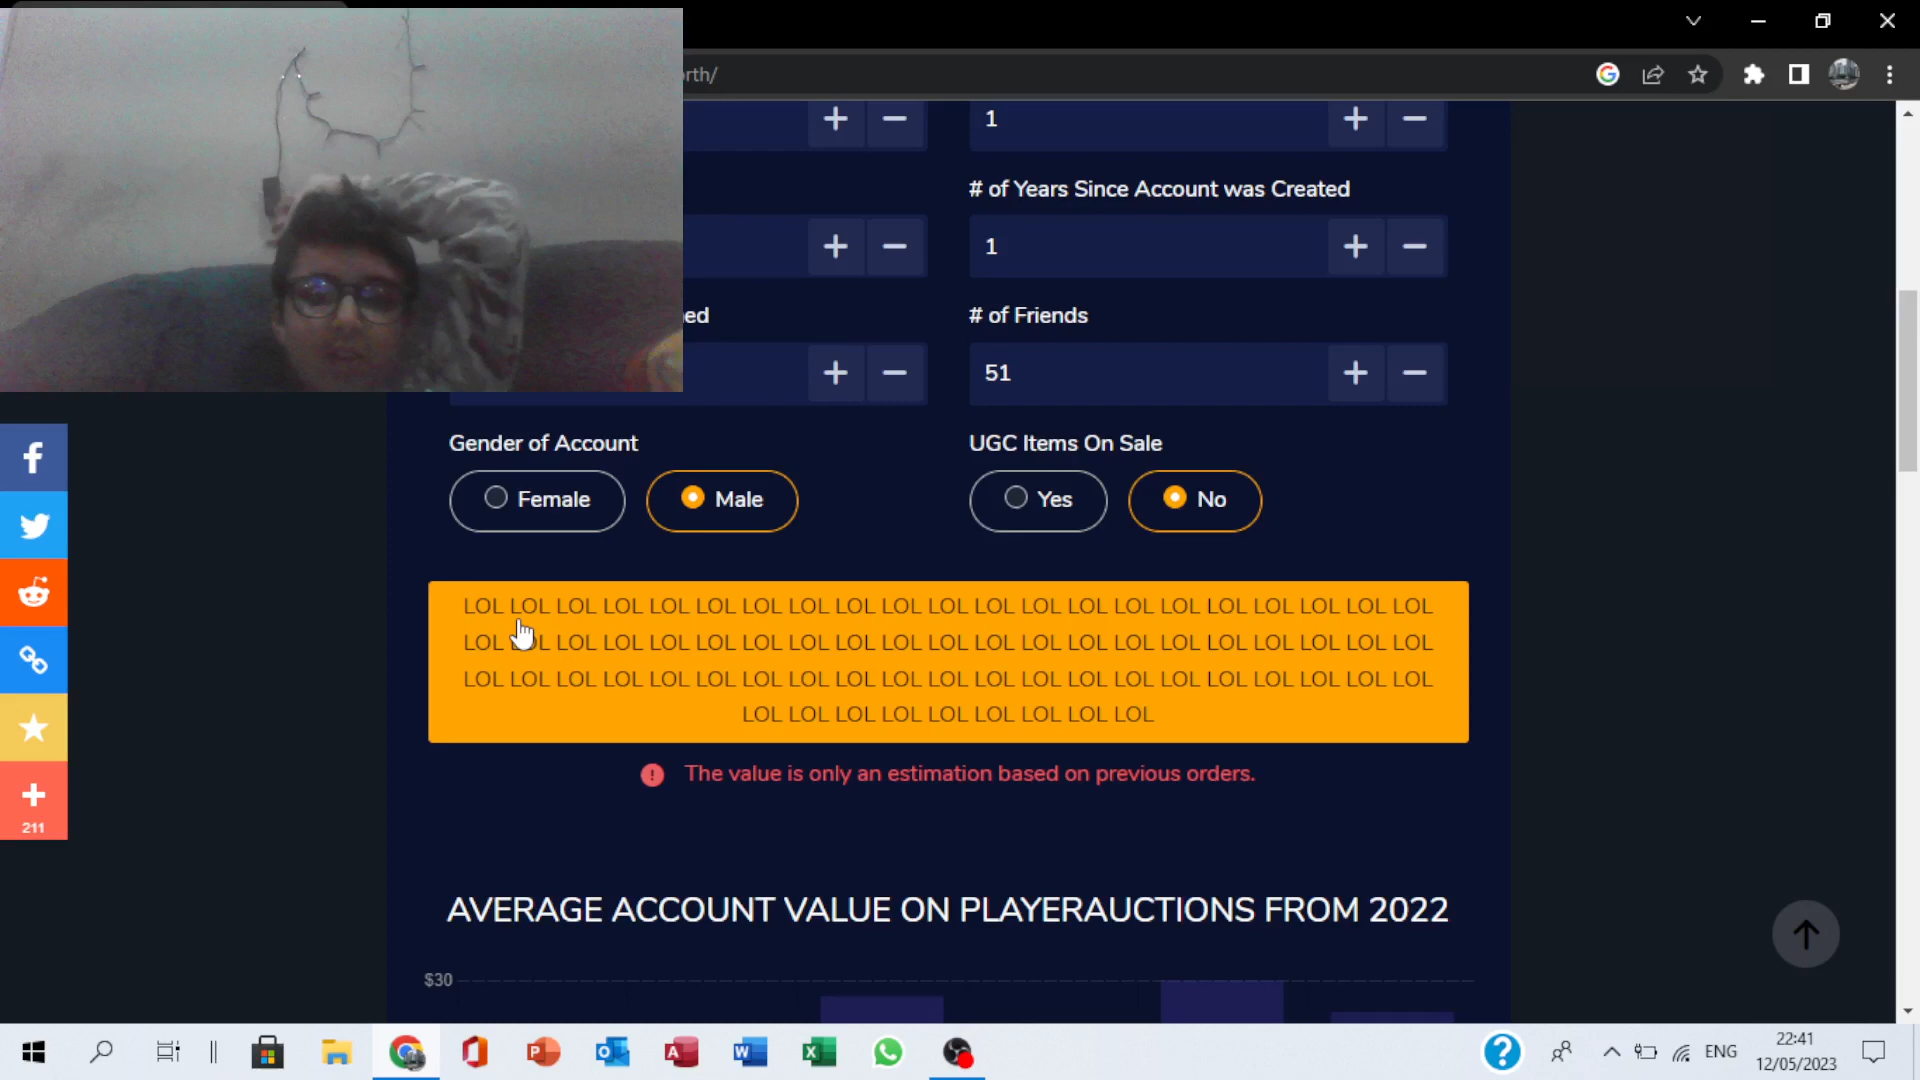 rth/
1
# of Years Since Account was Created
1
ed
# of Friends
51
Gender of Account
UGC Items On Sale
Female
Male
Yes
No
LOL LOL LOL LOL LOL LOL LOL LOL LOL LOL LOL LOL LOL LOL LOL LOL LOL LOL LOL LOL LOL
LOL LOL LOL LOL LOL LOL LOL LOL LOL LOL LOL LOL LOL LOL LOL LOL LOL LOL LOL LOL LOL
LOL LOL LOL LOL LOL LOL LOL LOL LOL LOL LOL LOL LOL LOL LOL LOL LOL LOL LOL LOL LOL
LOL LOL LOL LOL LOL LOL LOL LOL LOL
The value is only an estimation based on previous orders.
211
AVERAGE ACCOUNT VALUE ON PLAYERAUCTIONS FROM 2022
$30
ENG
22:41
12/05/2023